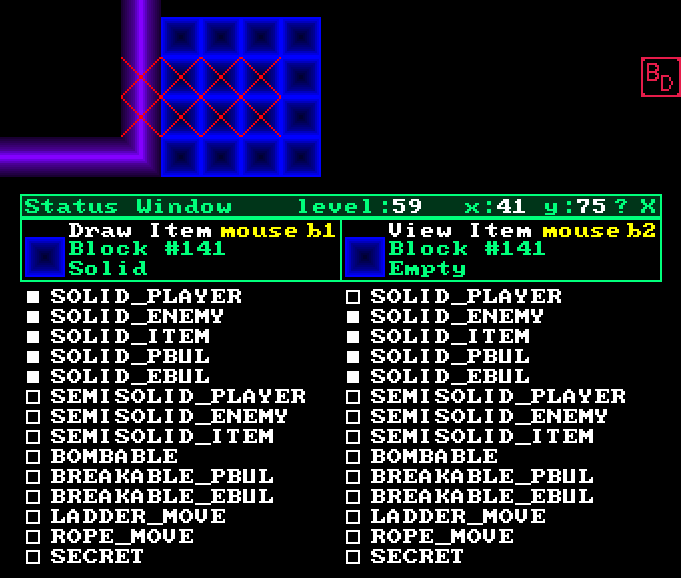 BD
Status Window level:59 x:41 y:75 ? X
Draw Item mouse b1 View Item mouse b2
Block #141 Block #141
Solid Empty
SOLID_PLAYER SOLID_PLAYER
SOLID_ENEMY SOLID_ENEMY
SOLID_ITEM SOLID_ITEM
SOLID_PBUL SOLID_PBUL
SOLID_EBUL SOLID_EBUL
SEMISOLID_PLAYER SEMISOLID_PLAYER
SEMISOLID_ENEMY SEMISOLID_ENEMY
SEMISOLID_ITEM SEMISOLID_ITEM
BOMBABLE BOMBABLE
BREAKABLE_PBUL BREAKABLE_PBUL
BREAKABLE_EBUL BREAKABLE_EBUL
LADDER_MOVE LADDER_MOVE
ROPE_MOVE ROPE_MOVE
SECRET SECRET